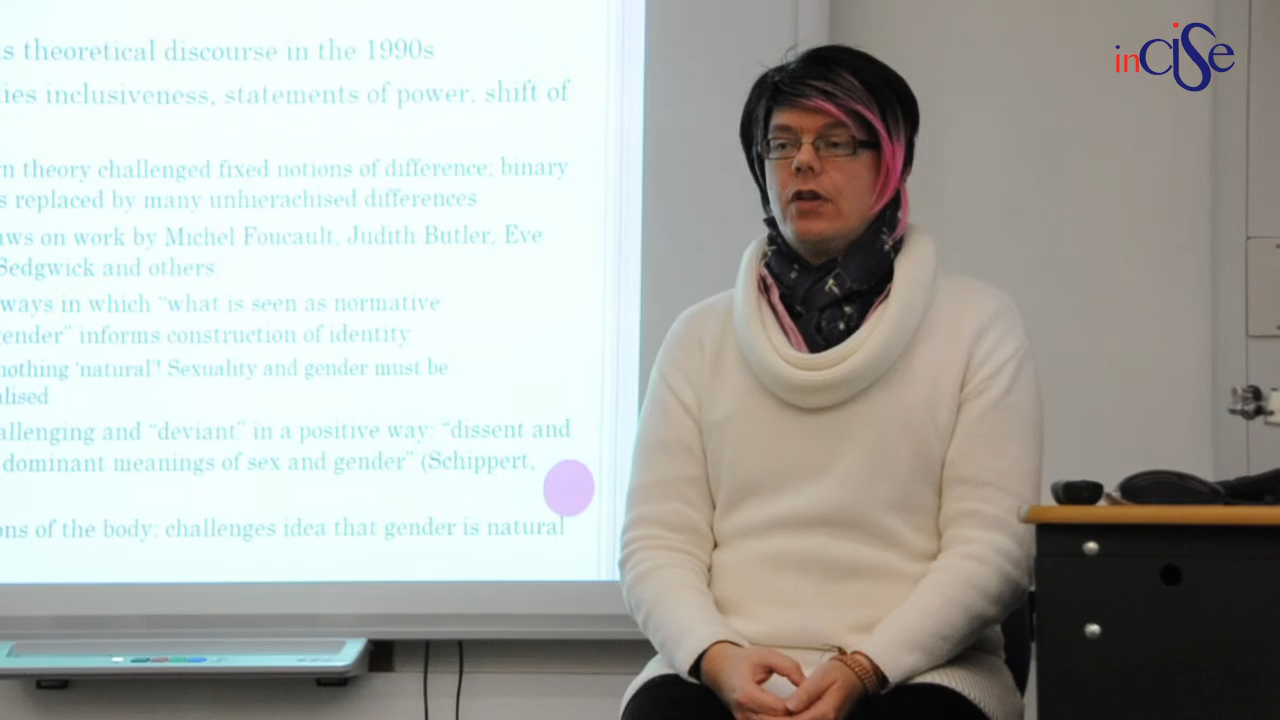 s theoretical discourse in the 1990s
ies inclusiveness, statements of power, shift of
n theory challenged fixed notions of difference; binary
s replaced by many unhierachised differences
aws on work by Michel Foucault, Judith Butler, Eve
Sedgwick and others
ways in which “what is seen as normative
gender” informs construction of identity
nothing ‘natural’! Sexuality and gender must be
alised
allenging and “deviant” in a positive way: “dissent and
dominant meanings of sex and gender” (Schippert,
ons of the body: challenges idea that gender is natural
inCiSe